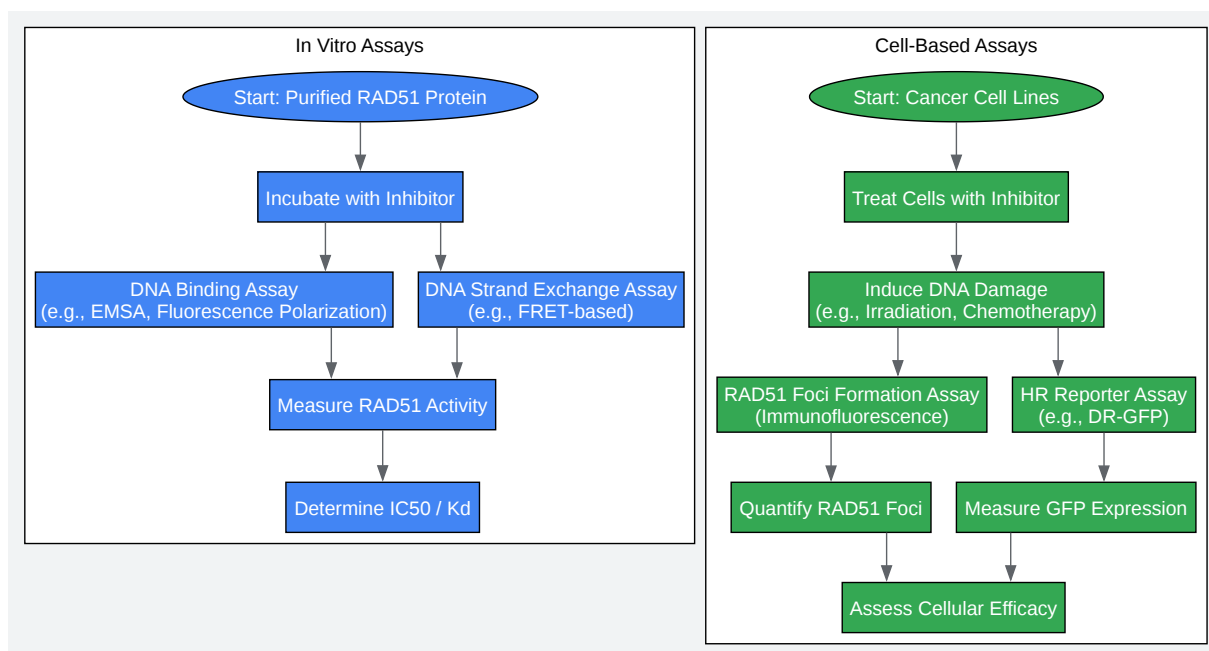 In Vitro Assays
Start: Purified RAD51 Protein
Incubate with Inhibitor
DNA Binding Assay
(e.g., EMSA, Fluorescence Polarization)
DNA Strand Exchange Assay
(e.g., FRET-based)
Measure RAD51 Activity
Determine IC50 / Kd
Cell-Based Assays
Start: Cancer Cell Lines
Treat Cells with Inhibitor
Induce DNA Damage
(e.g., Irradiation, Chemotherapy)
RAD51 Foci Formation Assay
(Immunofluorescence)
HR Reporter Assay
(e.g., DR-GFP)
Quantify RAD51 Foci
Measure GFP Expression
Assess Cellular Efficacy